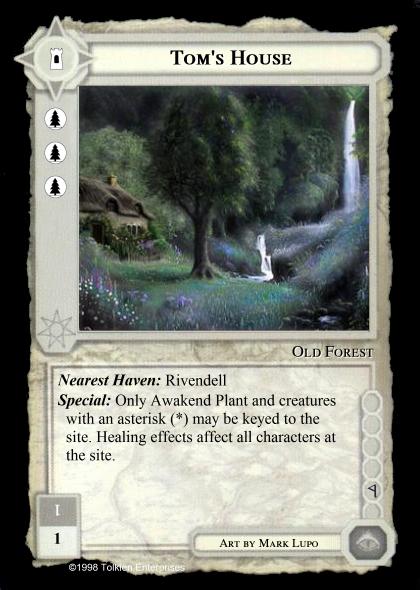 Tom's House
Old Forest
Nearest Haven: Rivendell
Special: Only Awakend Plant and creatures
with an asterisk (*) may be keyed to the
site. Healing effects affect all characters at
the site.
I
1
Art by Mark Lupo
©1998 Tolkien Enterprises